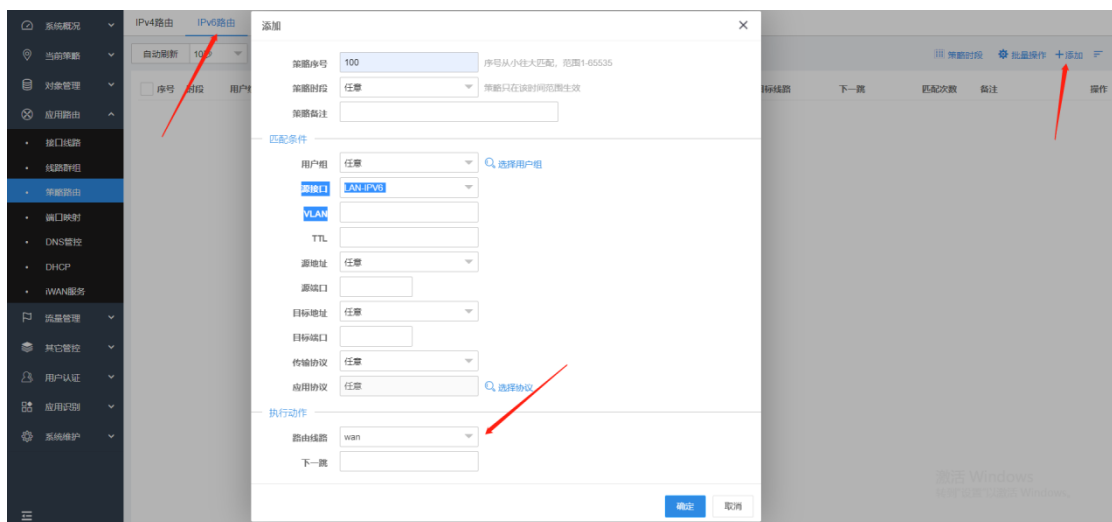 系统概况
当前策略
对象管理
应用路由
接口线路
线路群组
策略路由
端口映射
DNS管控
DHCP
iWAN服务
流量管理
其它管控
用户认证
应用识别
系统维护
IPv4路由 IPv6路由
自动刷新
策略时段 批量操作 +添加
序号 时段 目标线路 下一跳 匹配次数 备注 操作
添加
策略序号 100 序号从小往大匹配，范围1-65535
策略时段 任意 策略只在该时间范围生效
策略备注
匹配条件
用户组 任意 选择用户组
源接口 LAN-IPV6
VLAN
TTL
源地址 任意
源端口
目标地址 任意
目标端口
传输协议 任意
应用协议 任意 选择协议
执行动作
路由线路 wan
下一跳
确定 取消
激活 Windows